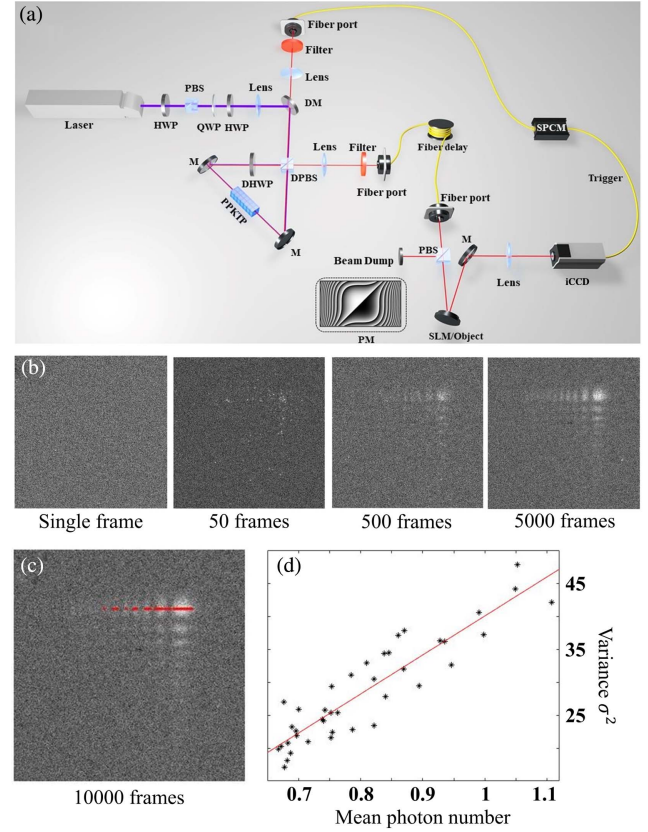 (a)
Fiber port
Filter
Lens
PBS
Lens
DM
Laser
HWP
QWP
HWP
SPCM
M
DHWP
DPBS
Lens
Filter
Fiber delay
Fiber port
Trigger
PPKTP
M
Fiber port
PBS
M
Beam Dump
Lens
iCCD
SLM/Object
PM
(b)
Single frame
50 frames
500 frames
5000 frames
(c)
10000 frames
(d)
45
35
25
Variance σ²
0.7 0.8 0.9 1 1.1
Mean photon number